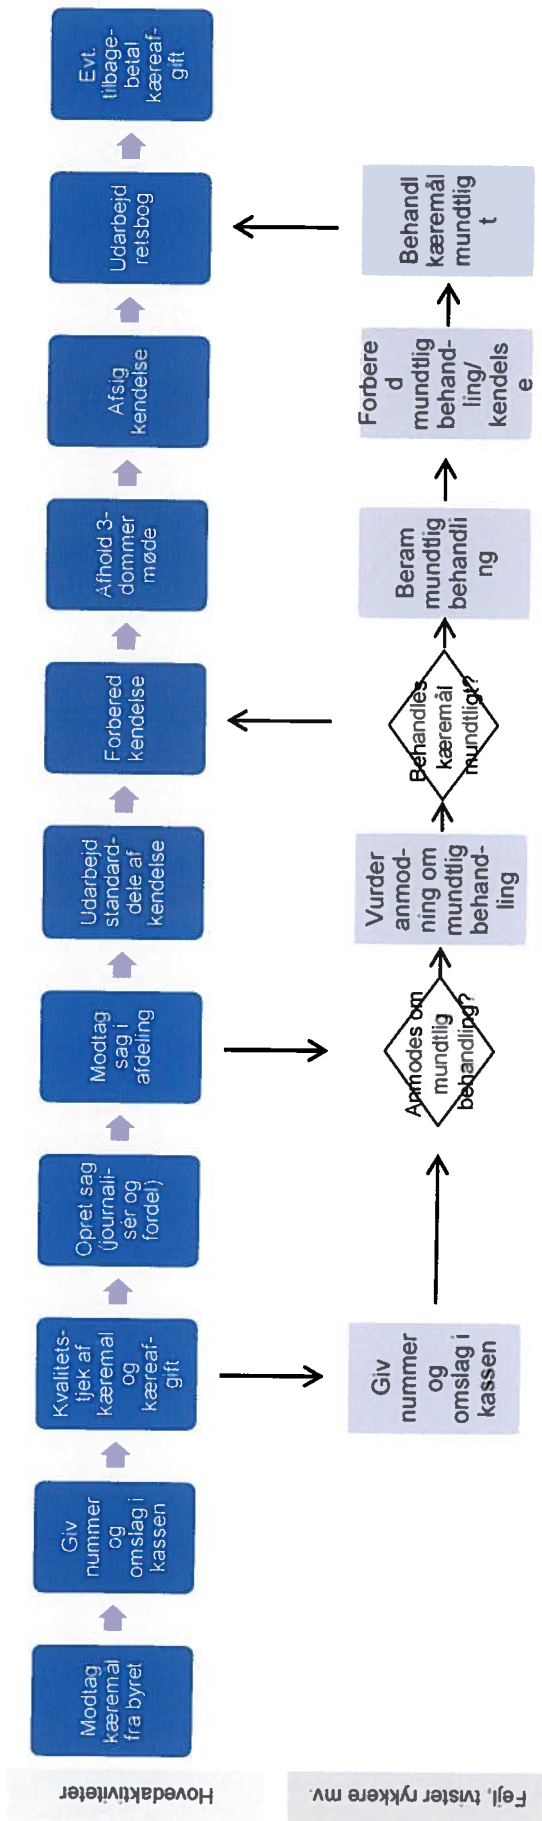 Hovedaktiviteter
Modtag
kæremål
fra byret
Giv
nummer
og
omslag i
kassen
Kvalitets-
tjek af
kæremål
og
kæreaf-
gift
Opret sag
(journali-
sér og
fordel)
Modtag
sag i
afdeling
Udarbejd
standard-
dele af
kendelse
Forbered
kendelse
Afhold 3-
dommer
møde
Afsig
kendelse
Udarbejd
retsbog
Evt.
tilbage-
betal
kæreaf-
gift
Fejl, tvister rykkere mv.
Giv
nummer
og
omslag i
kassen
Anmodes om
mundtlig
behandling?
Vurder
anmod-
ning om
mundtlig
behand-
ling
Behandles
kæremål
mundtligt?
Beram
mundtlig
behandli
ng
Forbere
d
mundtlig
behand-
ling/
kendels
e
Behandl
kæremål
mundtlig
t